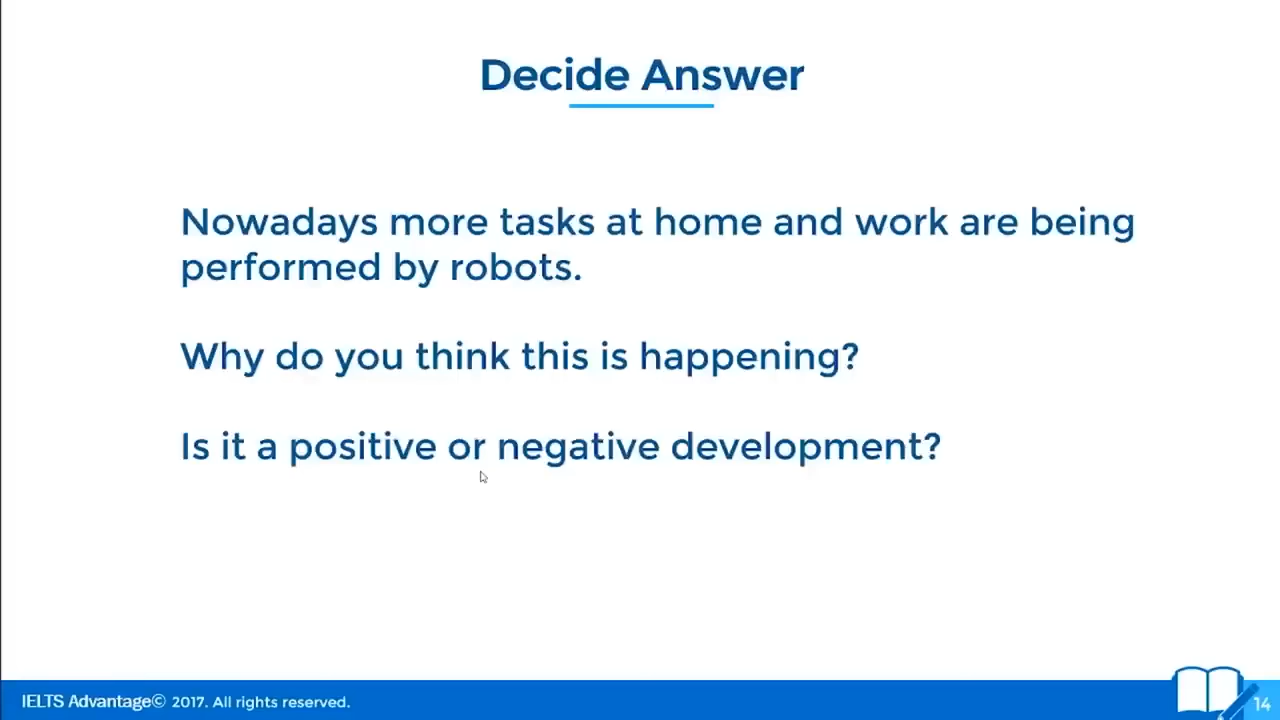 Decide Answer
Nowadays more tasks at home and work are being
performed by robots.
Why do you think this is happening?
Is it a positive or negative development?
IELTS Advantage© 2017. All rights reserved.
14